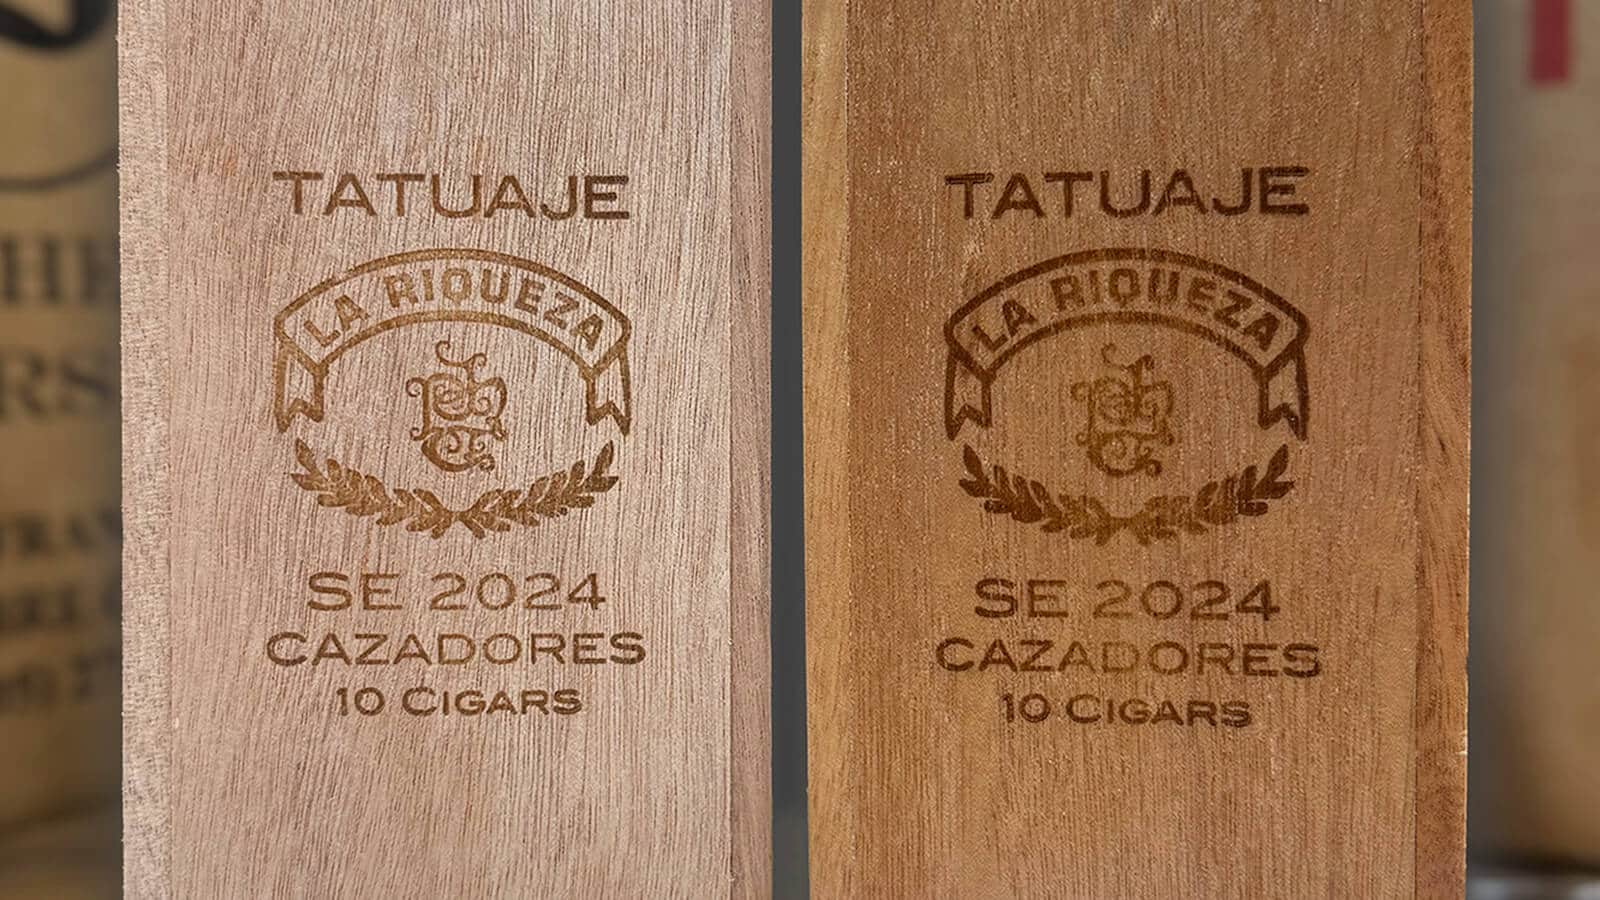 TATUAJE
LA RIQUEZA
SE 2024
CAZADORES
10 CIGARS
TATUAJE
LA RIQUEZA
SE 2024
CAZADORES
10 CIGARS